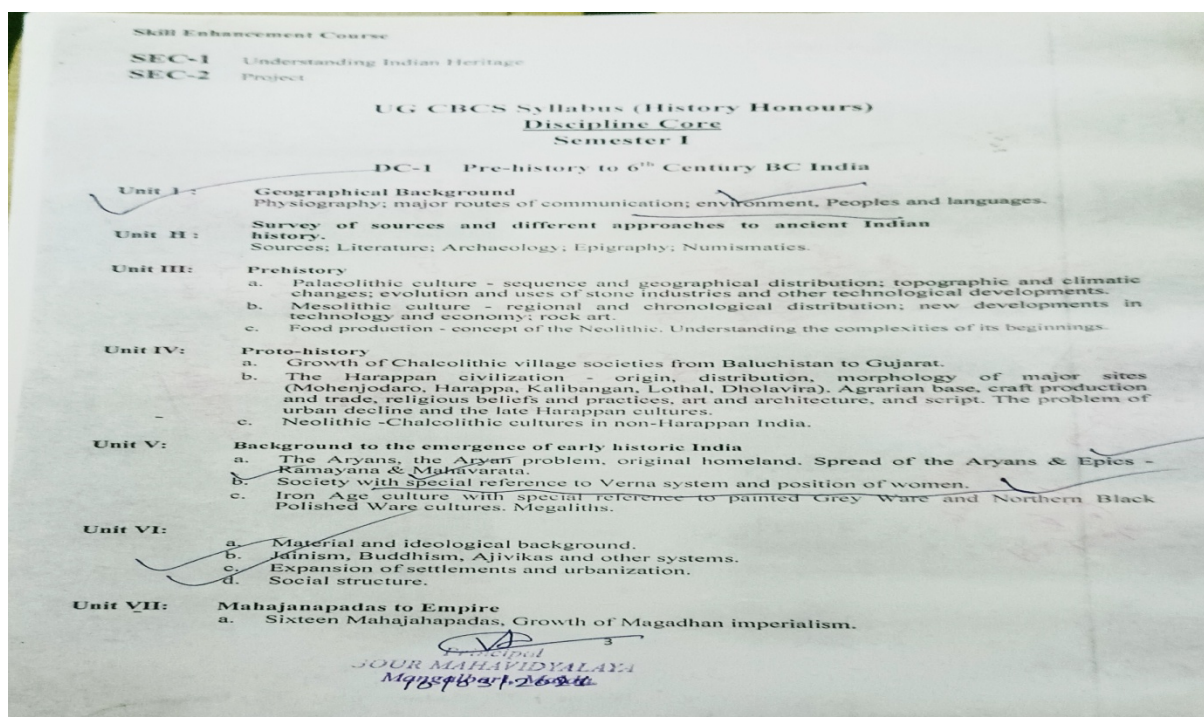 Skill Enhancement Course
SEC-1 Understanding Indian Heritage
SEC-2 Project
UG CBCS Syllabus (History Honours)
Discipline Core
Semester I
DC-1 Pre-history to 6th Century BC India
Unit I : Geographical Background
Physiography; major routes of communication; environment, Peoples and languages.
Unit II : Survey of sources and different approaches to ancient Indian
history.
Sources; Literature; Archaeology; Epigraphy; Numismatics.
Unit III: Prehistory
a. Palaeolithic culture - sequence and geographical distribution; topographic and climatic
changes; evolution and uses of stone industries and other technological developments.
b. Mesolithic culture - regional and chronological distribution; new developments in
technology and economy; rock art.
c. Food production - concept of the Neolithic. Understanding the complexities of its beginnings.
Unit IV: Proto-history
a. Growth of Chalcolithic village societies from Baluchistan to Gujarat.
b. The Harappan civilization - origin, distribution, morphology of major sites
(Mohenjodaro, Harappa, Kalibangan, Lothal, Dholavira). Agrarian base, craft production
and trade, religious beliefs and practices, art and architecture, and script. The problem of
urban decline and the late Harappan cultures.
c. Neolithic -Chalcolithic cultures in non-Harappan India.
Unit V: Background to the emergence of early historic India
a. The Aryans, the Aryan problem, original homeland. Spread of the Aryans & Epics -
Ramayana & Mahavarata.
b. Society with special reference to Verna system and position of women.
c. Iron Age culture with special reference to painted Grey Ware and Northern Black
Polished Ware cultures. Megaliths.
Unit VI:
a. Material and ideological background.
b. Jainism, Buddhism, Ajivikas and other systems.
c. Expansion of settlements and urbanization.
d. Social structure.
Unit VII: Mahajanapadas to Empire
a. Sixteen Mahajahapadas, Growth of Magadhan imperialism.
3
Principal
GOUR MAHAVIDYALAYA